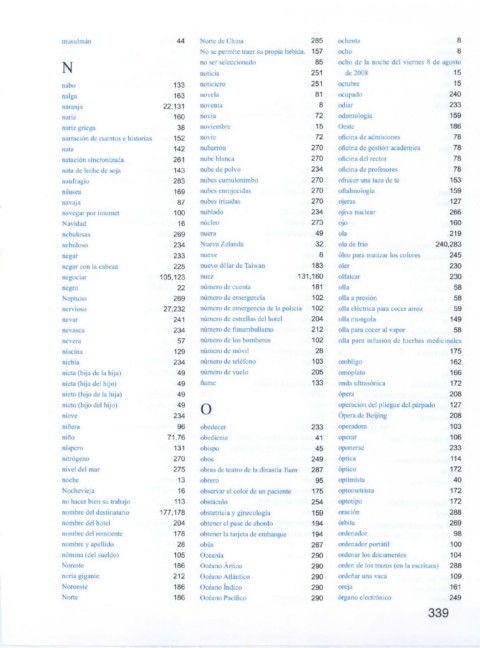 musulmán 44
N
nabo 133
nalga 163
naranja 22,131
nariz 160
nariz griega 38
narración de cuentos e historias 152
nata 142
natación sincronizada 261
nata de leche de soja 143
naufragio 283
náusea 169
navaja 87
navegar por internet 100
Navidad 16
nebulosas 269
nebuloso 234
negar 233
negar con la cabeza 225
negociar 105,123
negro 22
Neptuno 269
nervioso 27,232
nevar 241
nevasca 234
nevera 57
niacina 129
niebla 234
nieta (hija de la hija) 49
nieta (hija del hijo) 49
nieto (hijo de la hija) 49
nieto (hijo del hijo) 49
nieve 234
niñera 96
niño 71,76
níspero 131
nitrógeno 270
nivel del mar 275
noche 13
Nochevieja 16
no hacer bien su trabajo 113
nombre del destinatario 177,178
nombre del hotel 204
nombre del remitente 178
nombre y apellido 26
nómina (del sueldo) 105
Noreste 186
noria gigante 212
Noroeste 186
Norte 186
Norte de China 285
No se permite traer su propia bebida. 157
no ser seleccionado 85
noticia 251
noticiero 251
novela 81
noventa 8
novia 72
noviembre 15
novio 72
nubarrón 270
nube blanca 270
nube de polvo 234
nubes cumulonimbo 270
nubes enrojecidas 270
nubes irisadas 270
nublado 234
núcleo 273
nuera 49
Nueva Zelanda 32
nueve 8
nuevo dólar de Taiwan 183
nuez 131,160
número de cuenta 181
número de emergencia 102
número de emergencia de la policía 102
número de estrellas del hotel 204
número de funambulismo 212
número de los bomberos 102
número de móvil 26
número de teléfono 103
número de vuelo 205
ñame 133
O
obedecer 233
obediente 41
obispo 45
oboe 249
obras de teatro de la dinastía Yuan 287
obrero 95
observar el color de un paciente 175
obstáculo 254
obstetricia y ginecología 159
obtener el pase de abordo 194
obtener la tarjeta de embarque 194
obús 267
Oceanía 290
Océano Ártico 290
Océano Atlántico 290
Océano Índico 290
Océano Pacífico 290
ochenta 8
ocho 8
ocho de la noche del viernes 8 de agosto
de 2008 15
octubre 15
ocupado 240
odiar 233
odontología 159
Oeste 186
oficina de admisiones 78
oficina de gestión académica 78
oficina del rector 78
oficina de profesores 78
ofrecer una taza de té 153
oftalmología 159
ojeras 127
ojiva nuclear 266
ojo 160
ola 219
ola de frío 240,283
óleo para matizar los colores 245
oler 230
olfatear 230
olla 58
olla a presión 58
olla eléctrica para cocer arroz 59
olla mongola 149
olla para cocer al vapor 58
olla para infusión de hierbas medicinales
175
ombligo 162
omóplato 166
onda ultrasónica 172
ópera 208
operación del pliegue del párpado 127
Ópera de Beijing 208
operadora 103
operar 106
oponerse 233
óptica 114
óptico 172
optimista 40
optometrista 172
optotipo 172
oración 288
órbita 269
ordenador 98
ordenador portátil 100
ordenar los documentos 104
orden de los trazos (en la escritura) 288
ordeñar una vaca 109
oreja 161
órgano electrónico 249
339